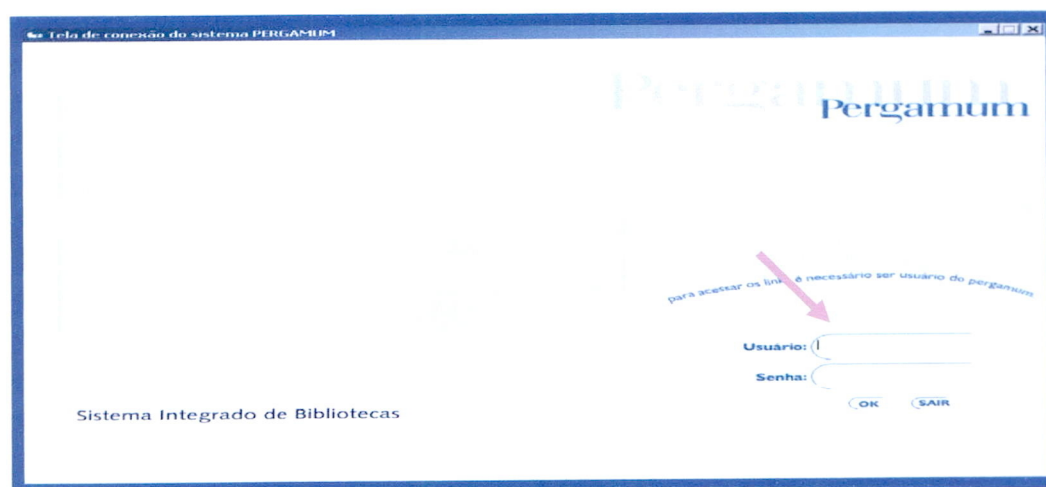 Tela de conexão do sistema PERGAMUM
Pergamum
Pergamum
para acessar os links é necessário ser usuário do pergamum
Usuário:
Senha:
OK SAIR
Sistema Integrado de Bibliotecas